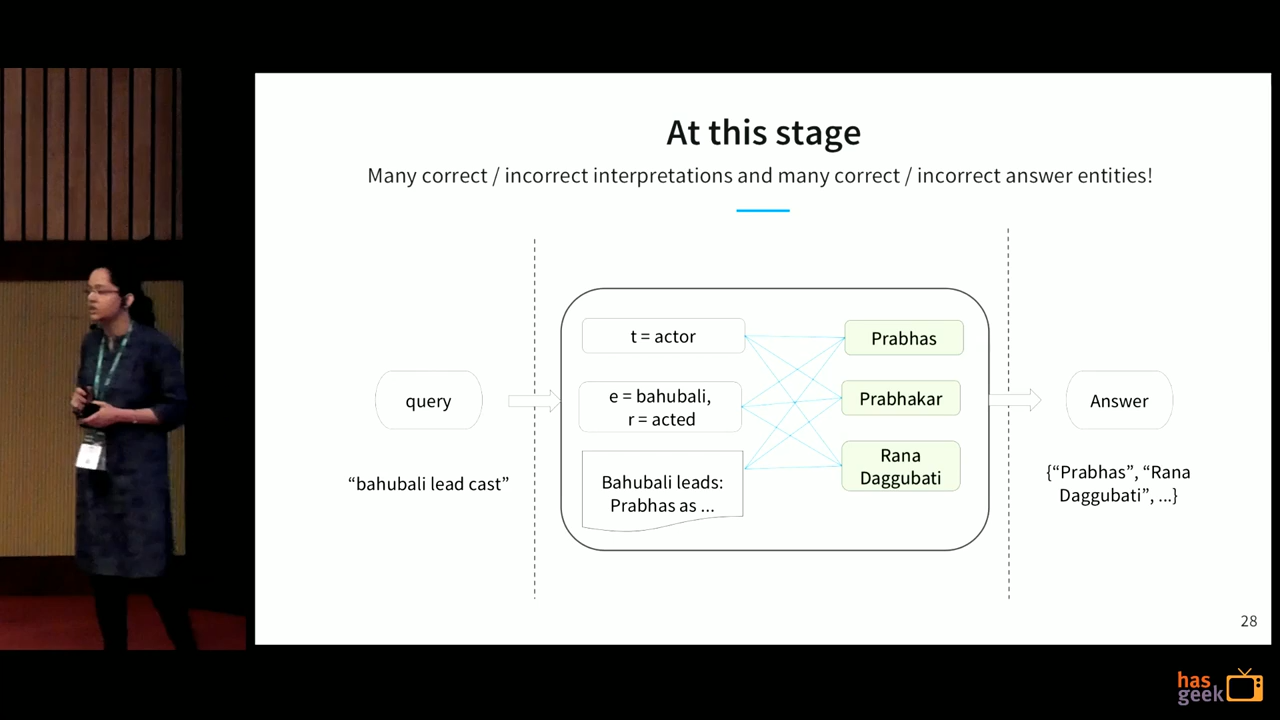 At this stage
Many correct / incorrect interpretations and many correct / incorrect answer entities!
query
"bahubali lead cast"
t = actor
e = bahubali,
r = acted
Bahubali leads:
Prabhas as ...
Prabhas
Prabhakar
Rana
Daggubati
Answer
{“Prabhas”, “Rana
Daggubati”, ...}
28
has
geek